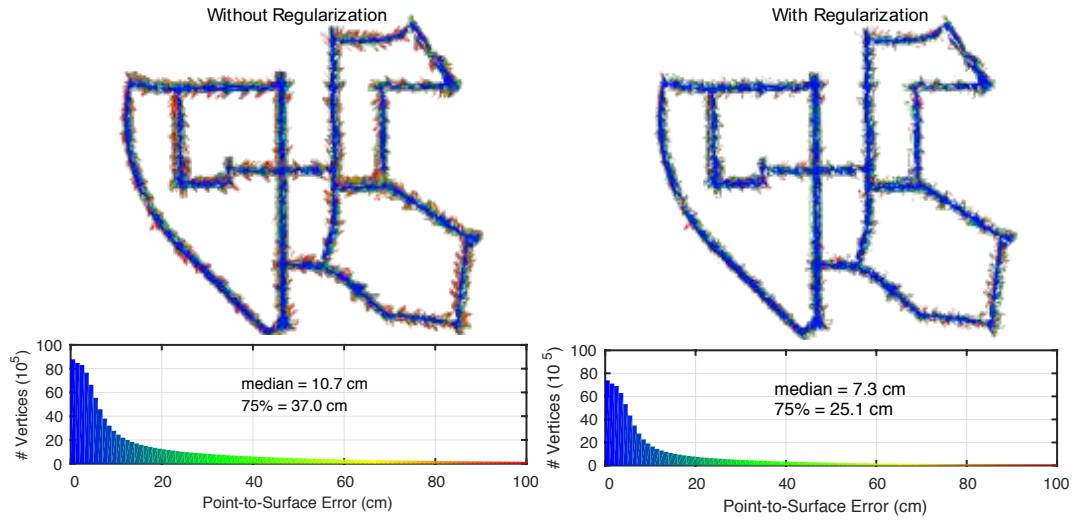 Without Regularization
With Regularization
100
80
60
40
20
0
# Vertices (10^5)
median = 10.7 cm
75% = 37.0 cm
0 20 40 60 80 100
Point-to-Surface Error (cm)
100
80
60
40
20
0
# Vertices (10^5)
median = 7.3 cm
75% = 25.1 cm
0 20 40 60 80 100
Point-to-Surface Error (cm)